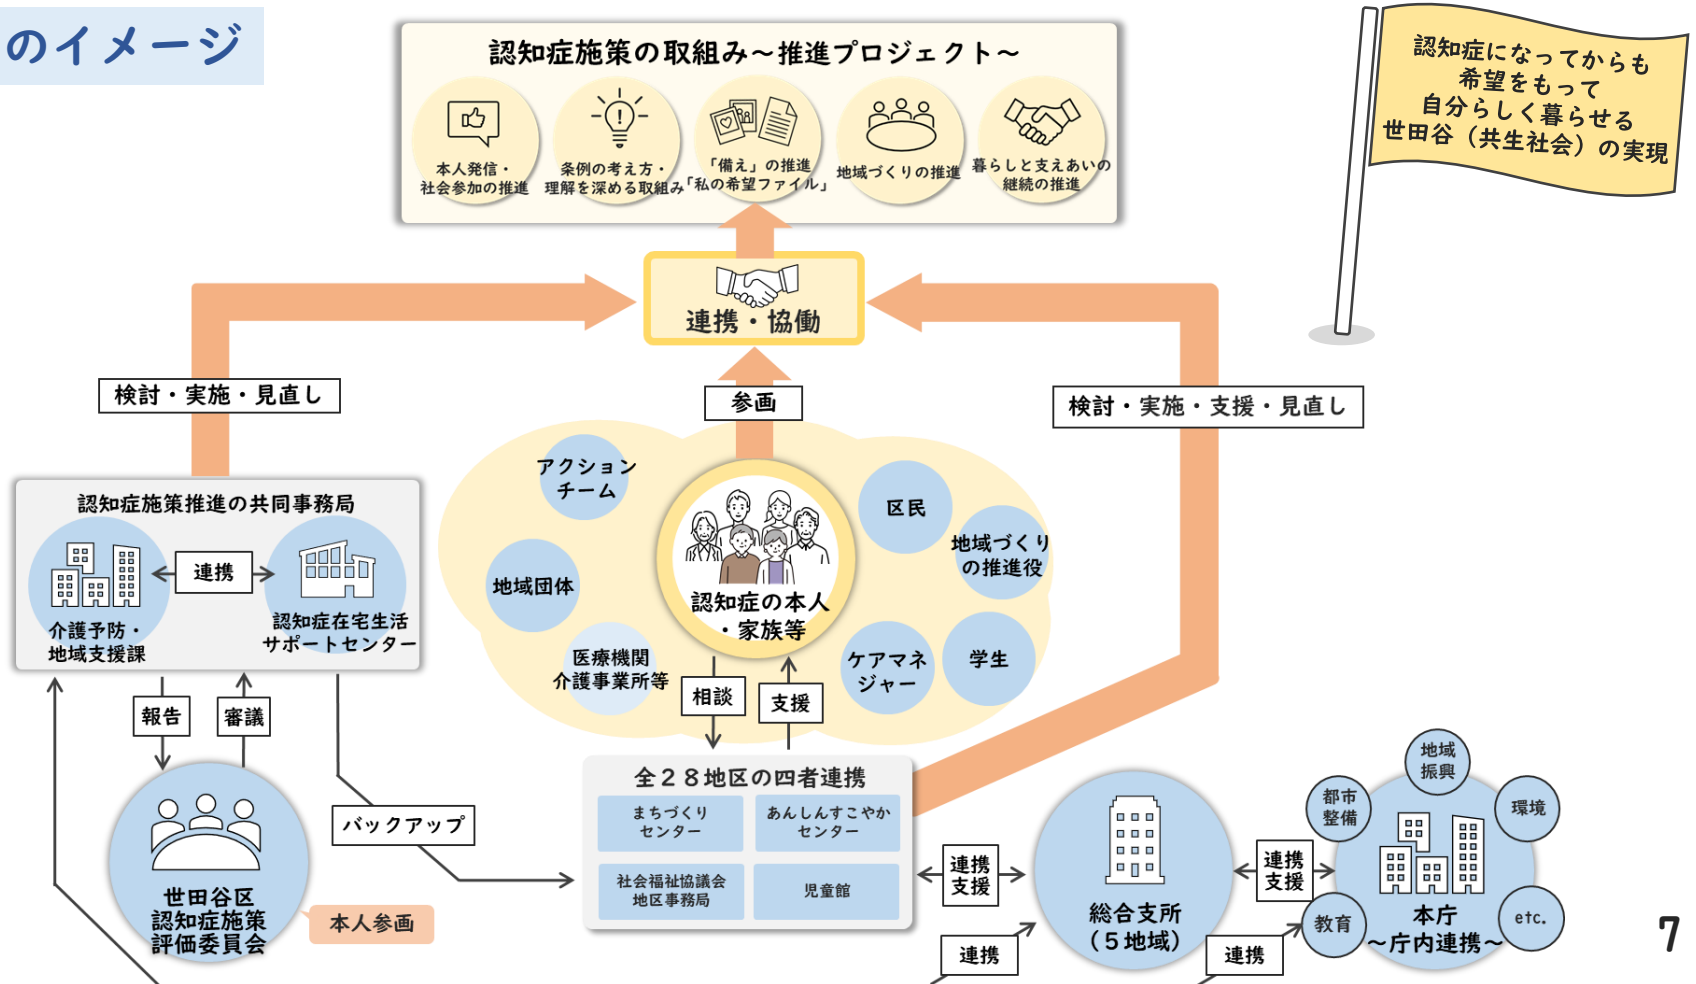 のイメージ
認知症施策の取組み～推進プロジェクト～
本人発信・
社会参加の推進
条例の考え方・
理解を深める取組み
「備え」の推進
「私の希望ファイル」
地域づくりの推進
暮らしと支えあいの
継続の推進
認知症になってからも
希望をもって
自分らしく暮らせる
世田谷（共生社会）の実現
連携・協働
検討・実施・見直し
参画
検討・実施・支援・見直し
認知症施策推進の共同事務局
介護予防・
地域支援課
連携
認知症在宅生活
サポートセンター
アクション
チーム
地域団体
医療機関
介護事業所等
認知症の本人
・家族等
区民
地域づくり
の推進役
ケアマネ
ジャー
学生
相談
支援
報告
審議
バックアップ
世田谷区
認知症施策
評価委員会
本人参画
全２８地区の四者連携
まちづくり
センター
あんしんすこやか
センター
社会福祉協議会
地区事務局
児童館
連携
支援
総合支所
（５地域）
連携
支援
連携
連携
地域
振興
都市
整備
環境
教育
etc.
本庁
～庁内連携～
7